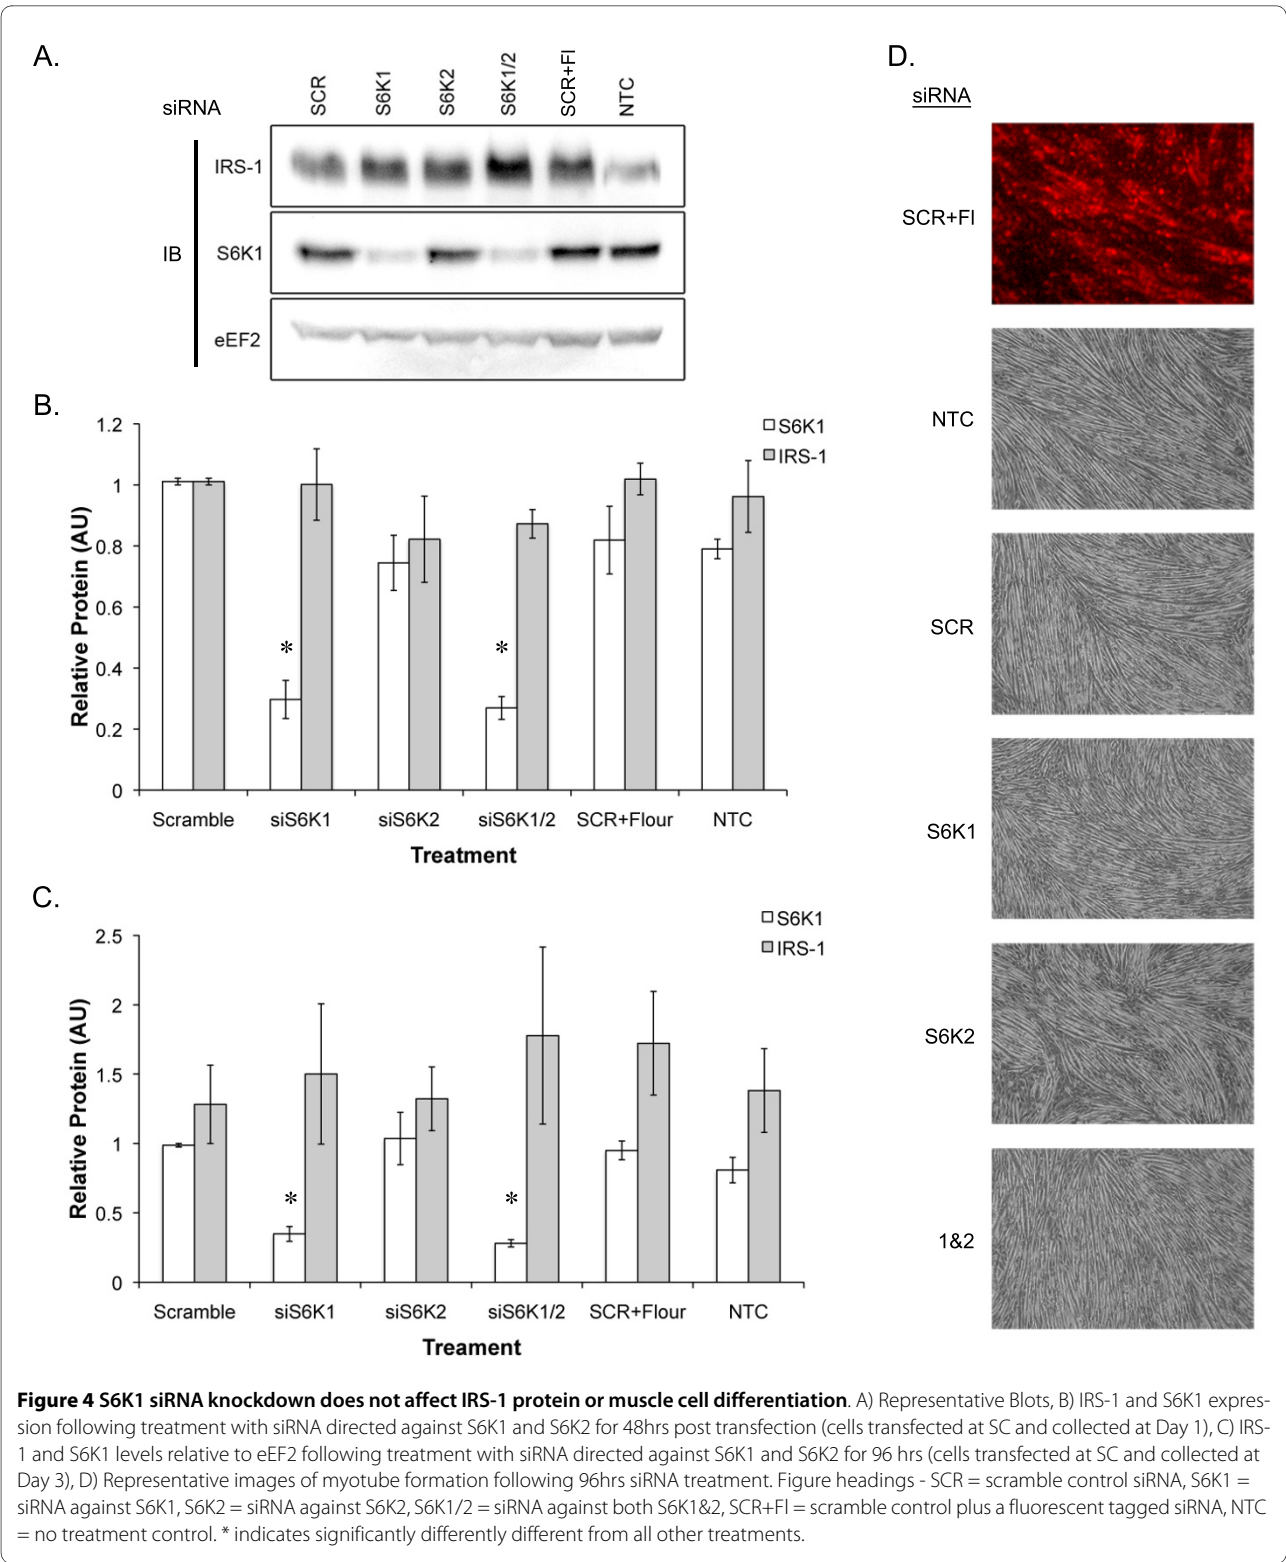 A.
siRNA
SCR
S6K1
S6K2
S6K1/2
SCR+Fl
NTC
IB
IRS-1
S6K1
eEF2
B.
S6K1
IRS-1
Relative Protein (AU)
1.2
1
0.8
0.6
0.4
0.2
0
*
*
Scramble siS6K1 siS6K2 siS6K1/2 SCR+Flour NTC
Treatment
C.
S6K1
IRS-1
Relative Protein (AU)
2.5
2
1.5
1
0.5
0
*
*
Scramble siS6K1 siS6K2 siS6K1/2 SCR+Flour NTC
Treament
D.
siRNA
SCR+Fl
NTC
SCR
S6K1
S6K2
1&2
Figure 4 S6K1 siRNA knockdown does not affect IRS-1 protein or muscle cell differentiation. A) Representative Blots, B) IRS-1 and S6K1 expres-
sion following treatment with siRNA directed against S6K1 and S6K2 for 48hrs post transfection (cells transfected at SC and collected at Day 1), C) IRS-
1 and S6K1 levels relative to eEF2 following treatment with siRNA directed against S6K1 and S6K2 for 96 hrs (cells transfected at SC and collected at
Day 3), D) Representative images of myotube formation following 96hrs siRNA treatment. Figure headings - SCR = scramble control siRNA, S6K1 =
siRNA against S6K1, S6K2 = siRNA against S6K2, S6K1/2 = siRNA against both S6K1&2, SCR+Fl = scramble control plus a fluorescent tagged siRNA, NTC
= no treatment control. * indicates significantly differently different from all other treatments.